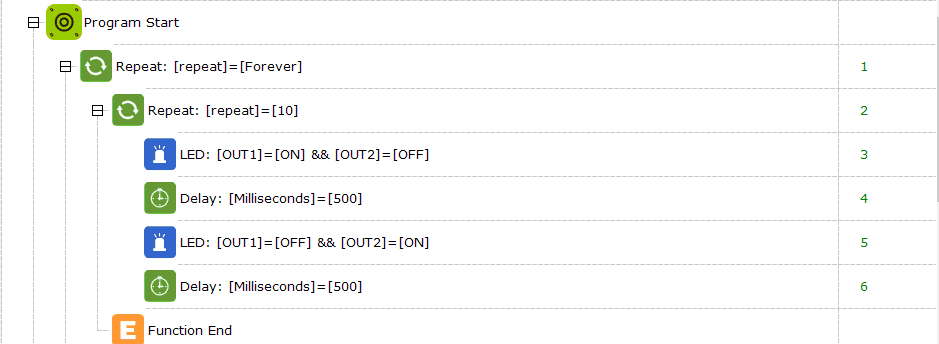 Program Start
Repeat: [repeat]=[Forever] 1
Repeat: [repeat]=[10] 2
LED: [OUT1]=[ON] && [OUT2]=[OFF] 3
Delay: [Milliseconds]=[500] 4
LED: [OUT1]=[OFF] && [OUT2]=[ON] 5
Delay: [Milliseconds]=[500] 6
E Function End